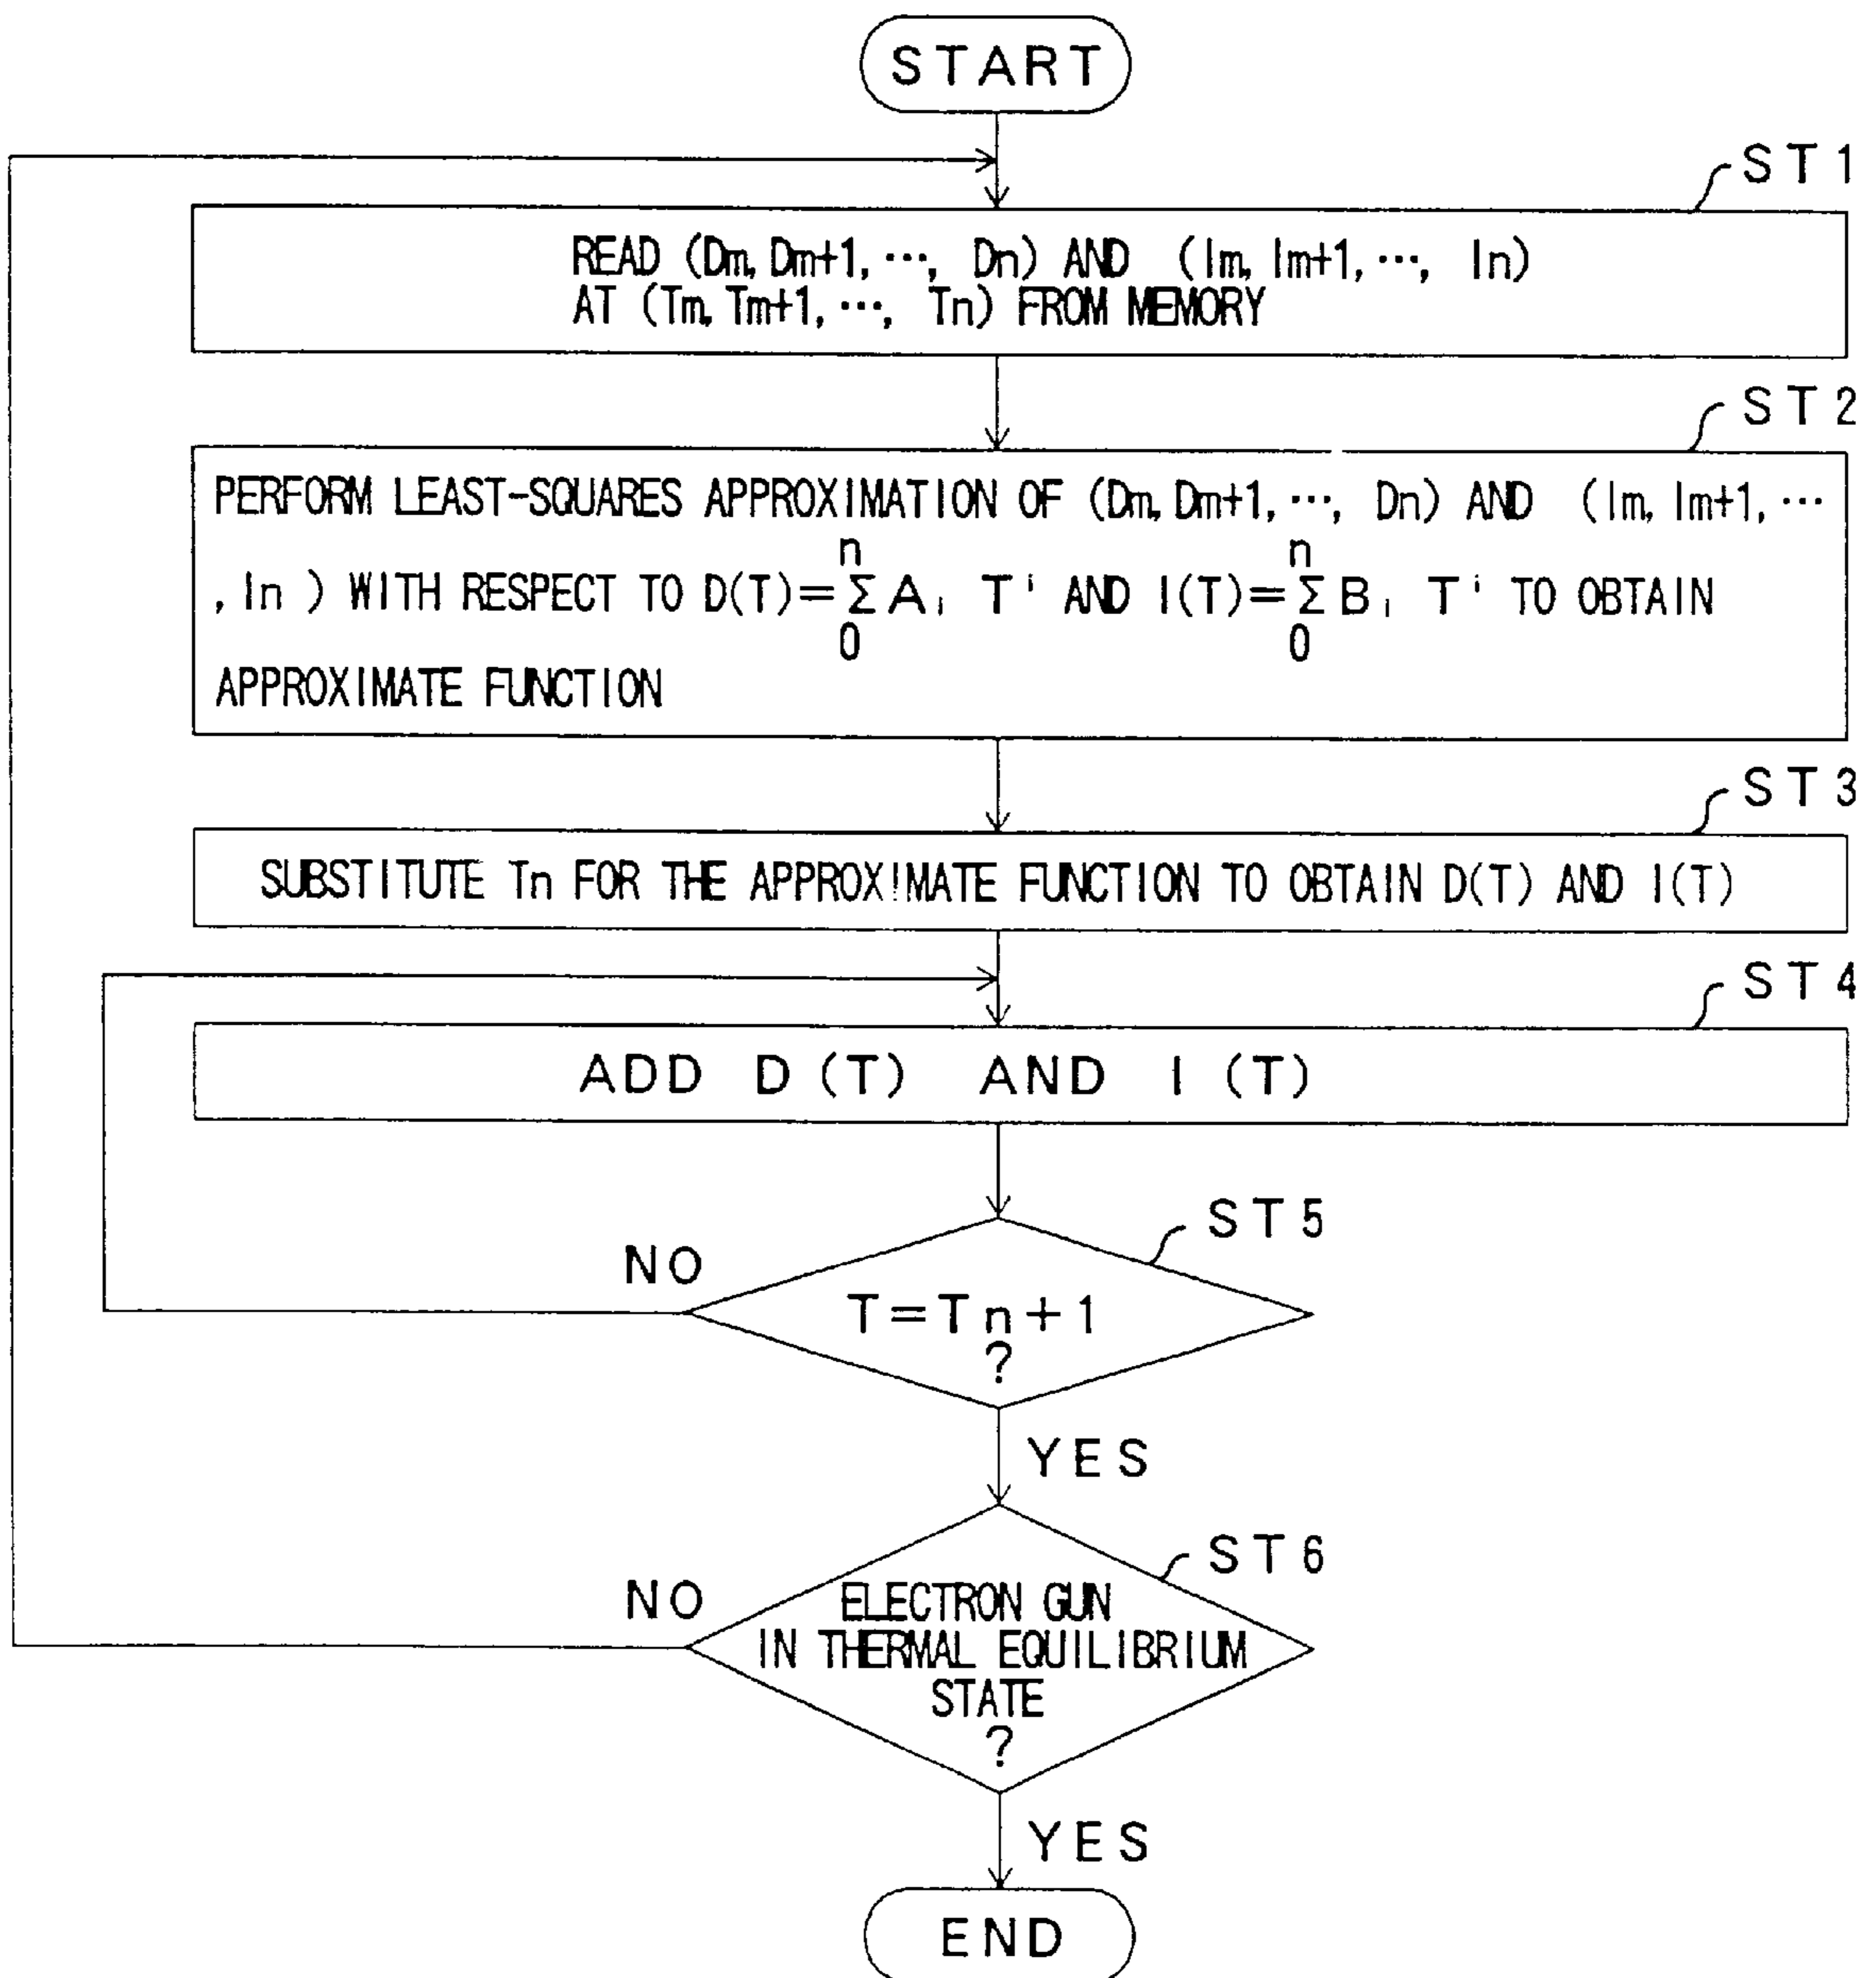 START
ST1
READ (Dm, Dm+1, ···, Dn) AND (Im, Im+1, ···, In)
AT (Tm, Tm+1, ···, Tn) FROM MEMORY
ST2
PERFORM LEAST-SQUARES APPROXIMATION OF (Dm, Dm+1, ···, Dn) AND (Im, Im+1, ···
, In ) WITH RESPECT TO D(T)=Σ(0→n) Aᵢ Tⁱ AND I(T)=Σ(0→n) Bᵢ Tⁱ TO OBTAIN
APPROXIMATE FUNCTION
ST3
SUBSTITUTE Tn FOR THE APPROXIMATE FUNCTION TO OBTAIN D(T) AND I(T)
ST4
ADD D (T) AND I (T)
ST5
NO
T=Tn+1
?
YES
ST6
NO
ELECTRON GUN
IN THERMAL EQUILIBRIUM
STATE
?
YES
END